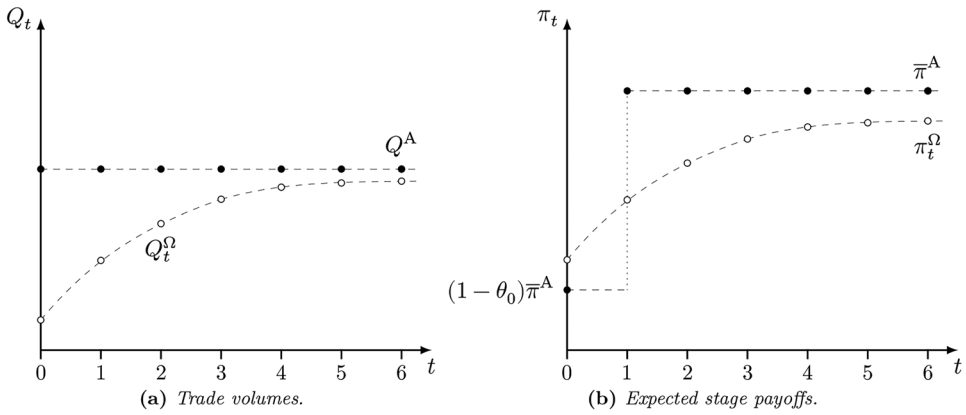 Q_t
Q^A
Q_t^Ω
0 1 2 3 4 5 6 t
(a) Trade volumes.
π_t
π̅^A
π_t^Ω
(1 − θ_0)π̅^A
0 1 2 3 4 5 6 t
(b) Expected stage payoffs.